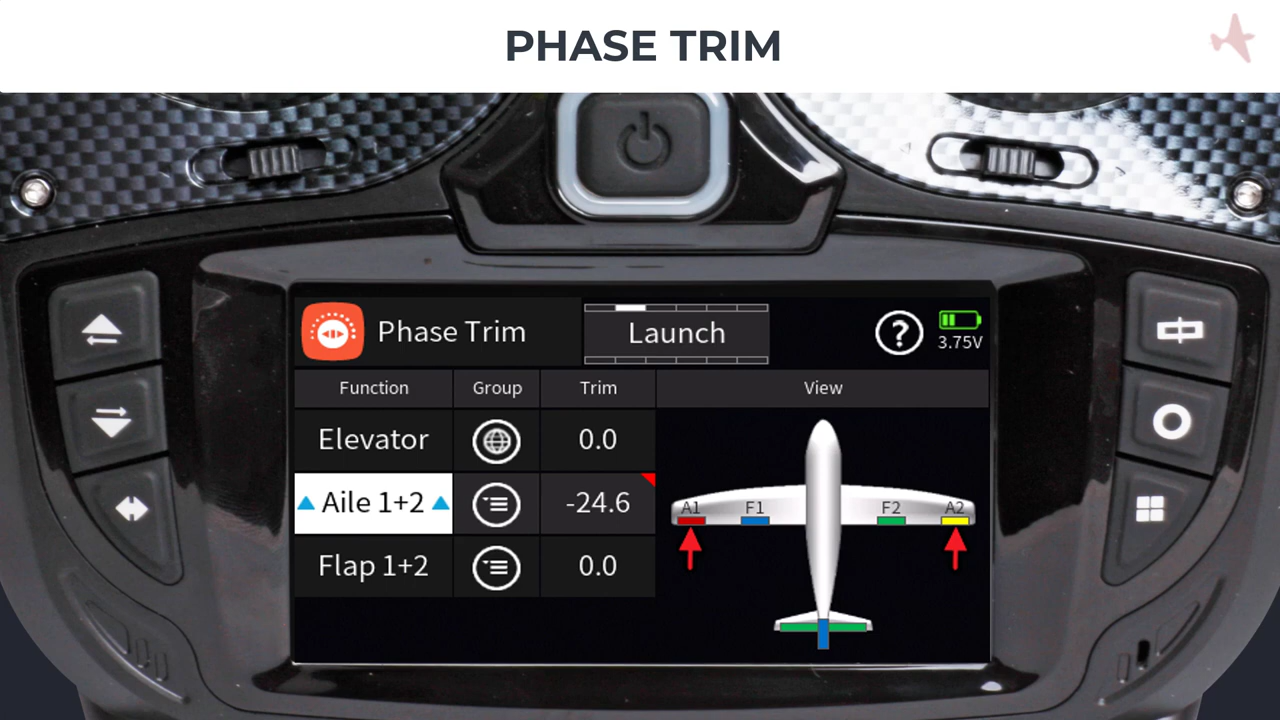 PHASE TRIM
Phase Trim
Launch
?
3.75V
Function Group Trim View
Elevator 0.0
Aile 1+2 -24.6
Flap 1+2 0.0
A1 F1 F2 A2